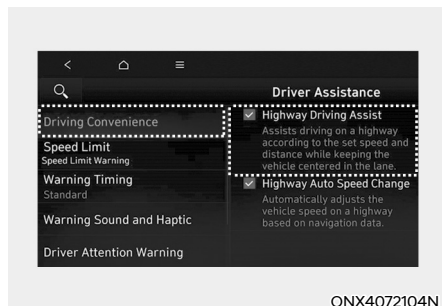 Driver Assistance
Driving Convenience
Speed Limit
Speed Limit Warning
Warning Timing
Standard
Warning Sound and Haptic
Driver Attention Warning
Highway Driving Assist
Assists driving on a highway
according to the set speed and
distance while keeping the
vehicle centered in the lane.
Highway Auto Speed Change
Automatically adjusts the
vehicle speed on a highway
based on navigation data.
ONX4072104N